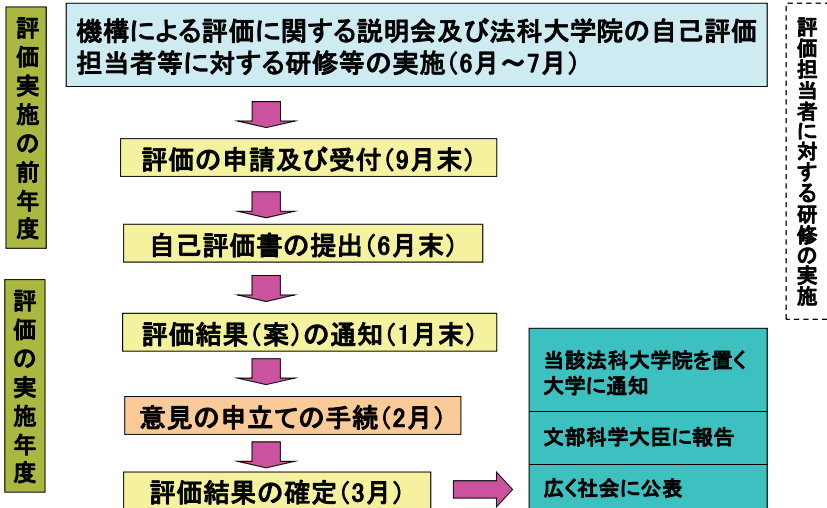 評価実施の前年度
機構による評価に関する説明会及び法科大学院の自己評価
担当者等に対する研修等の実施(6月～7月)
評価の申請及び受付(9月末)
自己評価書の提出(6月末)
評価の実施年度
評価結果(案)の通知(1月末)
意見の申立ての手続(2月)
評価結果の確定(3月)
当該法科大学院を置く
大学に通知
文部科学大臣に報告
広く社会に公表
評価担当者に対する研修の実施